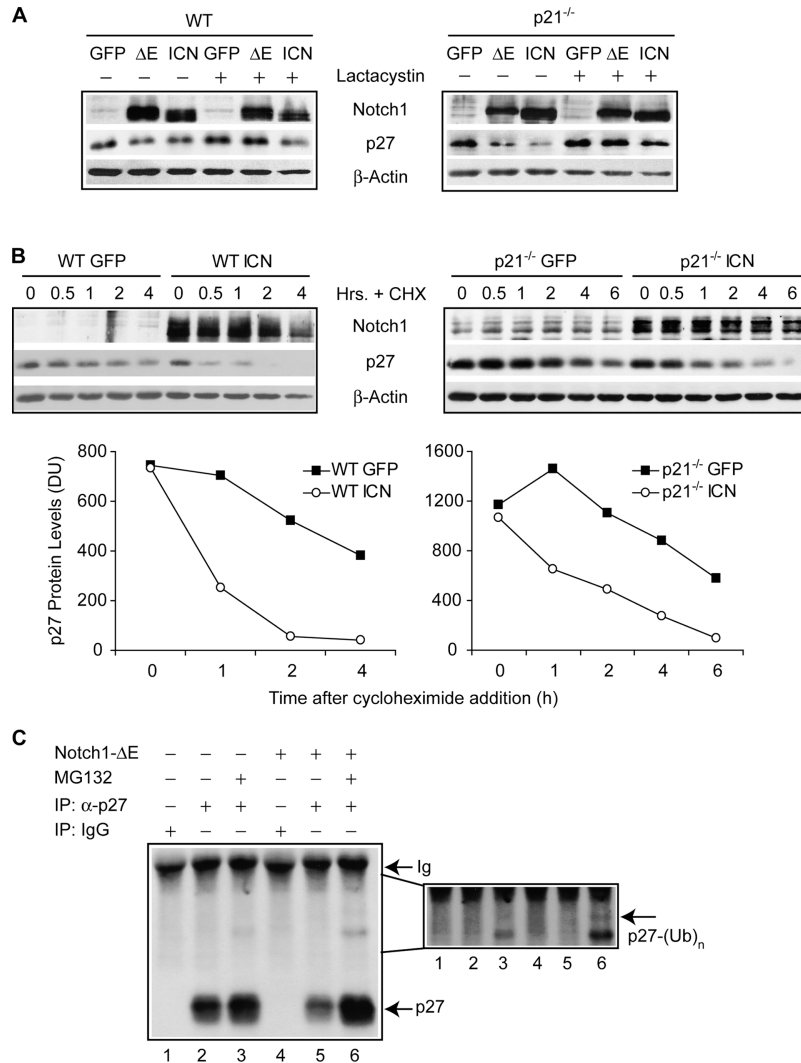 A
WT
p21-/-
GFP ΔE ICN GFP ΔE ICN
GFP ΔE ICN GFP ΔE ICN
– – – + + +
Lactacystin
– – – + + +
Notch1
p27
β-Actin
B
WT GFP WT ICN
p21-/- GFP p21-/- ICN
0 0.5 1 2 4 0 0.5 1 2 4
Hrs. + CHX
0 0.5 1 2 4 6 0 0.5 1 2 4 6
Notch1
p27
β-Actin
p27 Protein Levels (DU)
800
600
400
200
0
WT GFP
WT ICN
0 1 2 4
1600
1200
800
400
0
p21-/- GFP
p21-/- ICN
0 1 2 4 6
Time after cycloheximide addition (h)
C
Notch1-ΔE – – – + + +
MG132 – – + – – +
IP: α-p27 – + + – + +
IP: IgG + – – + – –
Ig
p27-(Ub)n
1 2 3 4 5 6
p27
1 2 3 4 5 6